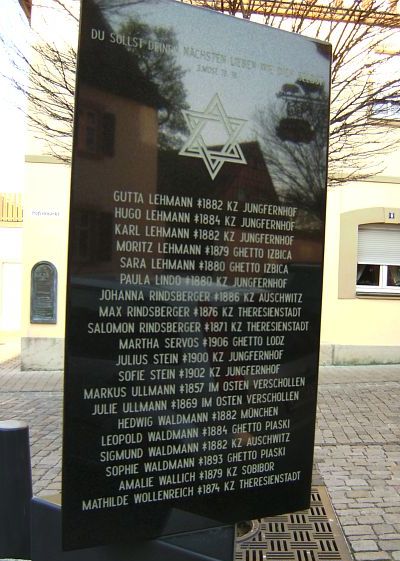 DU SOLLST DEINEN NÄCHSTEN LIEBEN WIE DICH
3. MOSE 19. 18.
GUTTA LEHMANN *1882 KZ JUNGFERNHOF
HUGO LEHMANN *1884 KZ JUNGFERNHOF
KARL LEHMANN *1882 KZ JUNGFERNHOF
MORITZ LEHMANN *1879 GHETTO IZBICA
SARA LEHMANN *1880 GHETTO IZBICA
PAULA LINDO *1880 KZ JUNGFERNHOF
JOHANNA RINDSBERGER *1886 KZ AUSCHWITZ
MAX RINDSBERGER *1876 KZ THERESIENSTADT
SALOMON RINDSBERGER *1871 KZ THERESIENSTADT
MARTHA SERVOS *1906 GHETTO LODZ
JULIUS STEIN *1900 KZ JUNGFERNHOF
SOFIE STEIN *1902 KZ JUNGFERNHOF
MARKUS ULLMANN *1857 IM OSTEN VERSCHOLLEN
JULIE ULLMANN *1869 IM OSTEN VERSCHOLLEN
HEDWIG WALDMANN *1882 MÜNCHEN
LEOPOLD WALDMANN *1884 GHETTO PIASKI
SIGMUND WALDMANN *1882 KZ AUSCHWITZ
SOPHIE WALDMANN *1893 GHETTO PIASKI
AMALIE WALLICH *1879 KZ SOBIBOR
MATHILDE WOLLENREICH *1874 KZ THERESIENSTADT